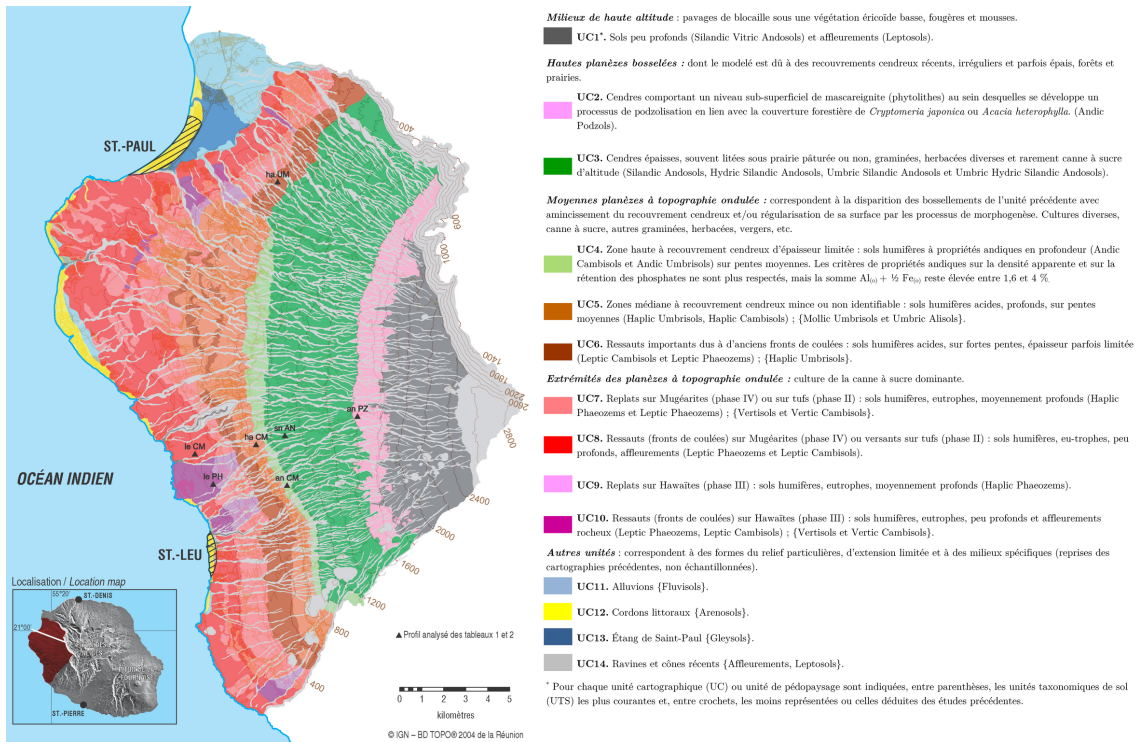 ST.-PAUL
ha UM
400
600
1000
an PZ
1400
1800
2200
2600
2800
le CM
ha CM
sn AN
le PH
an CM
OCÉAN INDIEN
2400
2000
ST.-LEU
1600
1200
800
400
Localisation / Location map
55°20'
ST.-DENIS
21°00'
ST.-PIERRE
▲ Profil analysé des tableaux 1 et 2
0 1 2 3 4 5
kilomètres
© IGN – BD TOPO® 2004 de la Réunion
Milieux de haute altitude : pavages de blocaille sous une végétation éricoïde basse, fougères et mousses.
UC1*. Sols peu profonds (Silandic Vitric Andosols) et affleurements (Leptosols).
Hautes planèzes bosselées : dont le modelé est dû à des recouvrements cendreux récents, irréguliers et parfois épais, forêts et
prairies.
UC2. Cendres comportant un niveau sub-superficiel de mascareignite (phytolithes) au sein desquelles se développe un
processus de podzolisation en lien avec la couverture forestière de Cryptomeria japonica ou Acacia heterophylla. (Andic
Podzols).
UC3. Cendres épaisses, souvent litées sous prairie pâturée ou non, graminées, herbacées diverses et rarement canne à sucre
d'altitude (Silandic Andosols, Hydric Silandic Andosols, Umbric Silandic Andosols et Umbric Hydric Silandic Andosols).
Moyennes planèzes à topographie ondulée : correspondent à la disparition des bossellements de l'unité précédente avec
amincissement du recouvrement cendreux et/ou régularisation de sa surface par les processus de morphogenèse. Cultures diverses,
canne à sucre, autres graminées, herbacées, vergers, etc.
UC4. Zone haute à recouvrement cendreux d'épaisseur limitée : sols humifères à propriétés andiques en profondeur (Andic
Cambisols et Andic Umbrisols) sur pentes moyennes. Les critères de propriétés andiques sur la densité apparente et sur la
rétention des phosphates ne sont plus respectés, mais la somme Al(o) + ½ Fe(o) reste élevée entre 1,6 et 4 %.
UC5. Zones médiane à recouvrement cendreux mince ou non identifiable : sols humifères acides, profonds, sur pentes
moyennes (Haplic Umbrisols, Haplic Cambisols) ; {Mollic Umbrisols et Umbric Alisols}.
UC6. Ressauts importants dus à d'anciens fronts de coulées : sols humifères acides, sur fortes pentes, épaisseur parfois limitée
(Leptic Cambisols et Leptic Phaeozems) ; {Haplic Umbrisols}.
Extrémités des planèzes à topographie ondulée : culture de la canne à sucre dominante.
UC7. Replats sur Mugéarites (phase IV) ou sur tufs (phase II) : sols humifères, eutrophes, moyennement profonds (Haplic
Phaeozems et Leptic Phaeozems) ; {Vertisols et Vertic Cambisols}.
UC8. Ressauts (fronts de coulées) sur Mugéarites (phase IV) ou versants sur tufs (phase II) : sols humifères, eu-trophes, peu
profonds, affleurements (Leptic Phaeozems et Leptic Cambisols).
UC9. Replats sur Hawaïtes (phase III) : sols humifères, eutrophes, moyennement profonds (Haplic Phaeozems).
UC10. Ressauts (fronts de coulées) sur Hawaïtes (phase III) : sols humifères, eutrophes, peu profonds et affleurements
rocheux (Leptic Phaeozems, Leptic Cambisols) ; {Vertisols et Vertic Cambisols}.
Autres unités : correspondent à des formes du relief particulières, d'extension limitée et à des milieux spécifiques (reprises des
cartographies précédentes, non échantillonnées).
UC11. Alluvions {Fluvisols}.
UC12. Cordons littoraux {Arenosols}.
UC13. Étang de Saint-Paul {Gleysols}.
UC14. Ravines et cônes récents {Affleurements, Leptosols}.
* Pour chaque unité cartographique (UC) ou unité de pédopaysage sont indiquées, entre parenthèses, les unités taxonomiques de sol
(UTS) les plus courantes et, entre crochets, les moins représentées ou celles déduites des études précédentes.